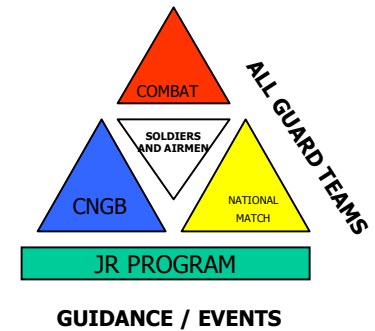 COMBAT
ALL GUARD TEAMS
SOLDIERS
AND AIRMEN
CNGB
NATIONAL
MATCH
JR PROGRAM
GUIDANCE / EVENTS